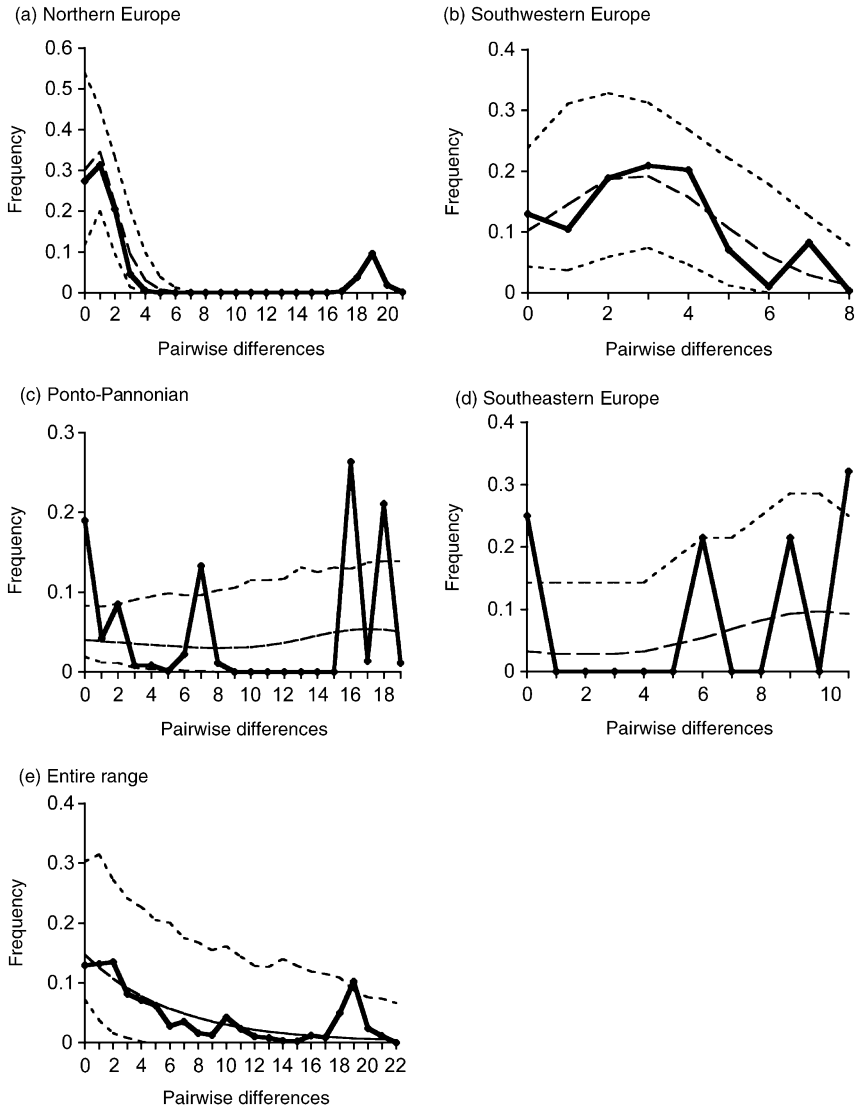 (a) Northern Europe
0.6
0.5
0.4
0.3
0.2
0.1
0
Frequency
0 2 4 6 8 10 12 14 16 18 20
Pairwise differences
(b) Southwestern Europe
0.4
0.3
0.2
0.1
0
Frequency
0 2 4 6 8
Pairwise differences
(c) Ponto-Pannonian
0.3
0.2
0.1
0
Frequency
0 2 4 6 8 10 12 14 16 18
Pairwise differences
(d) Southeastern Europe
0.4
0.3
0.2
0.1
0
Frequency
0 2 4 6 8 10
Pairwise differences
(e) Entire range
0.4
0.3
0.2
0.1
0
Frequency
0 2 4 6 8 10 12 14 16 18 20 22
Pairwise differences